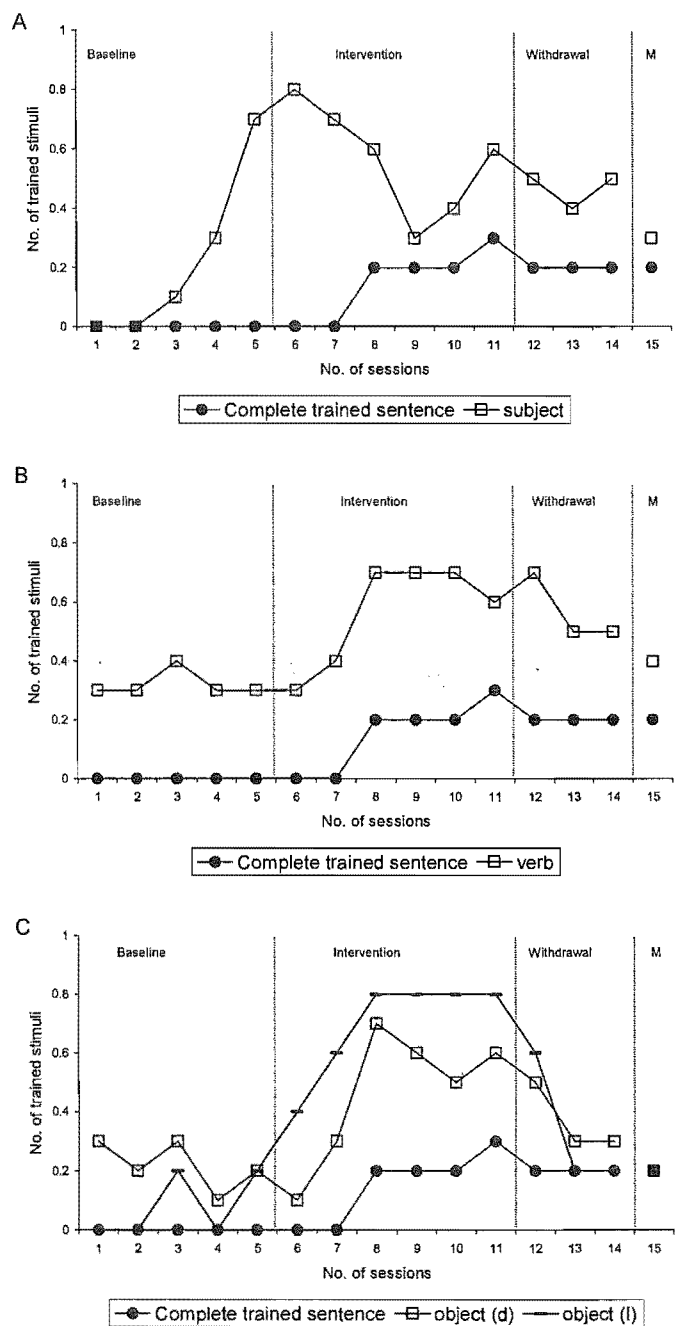 A
Baseline Intervention Withdrawal M
No. of trained stimuli
1
0.8
0.6
0.4
0.2
0
1 2 3 4 5 6 7 8 9 10 11 12 13 14 15
No. of sessions
Complete trained sentence subject
B
Baseline Intervention Withdrawal M
No. of trained stimuli
1
0.8
0.6
0.4
0.2
0
1 2 3 4 5 6 7 8 9 10 11 12 13 14 15
No. of sessions
Complete trained sentence verb
C
Baseline Intervention Withdrawal M
No. of trained stimuli
1
0.8
0.6
0.4
0.2
0
1 2 3 4 5 6 7 8 9 10 11 12 13 14 15
No. of sessions
Complete trained sentence object (d) object (l)